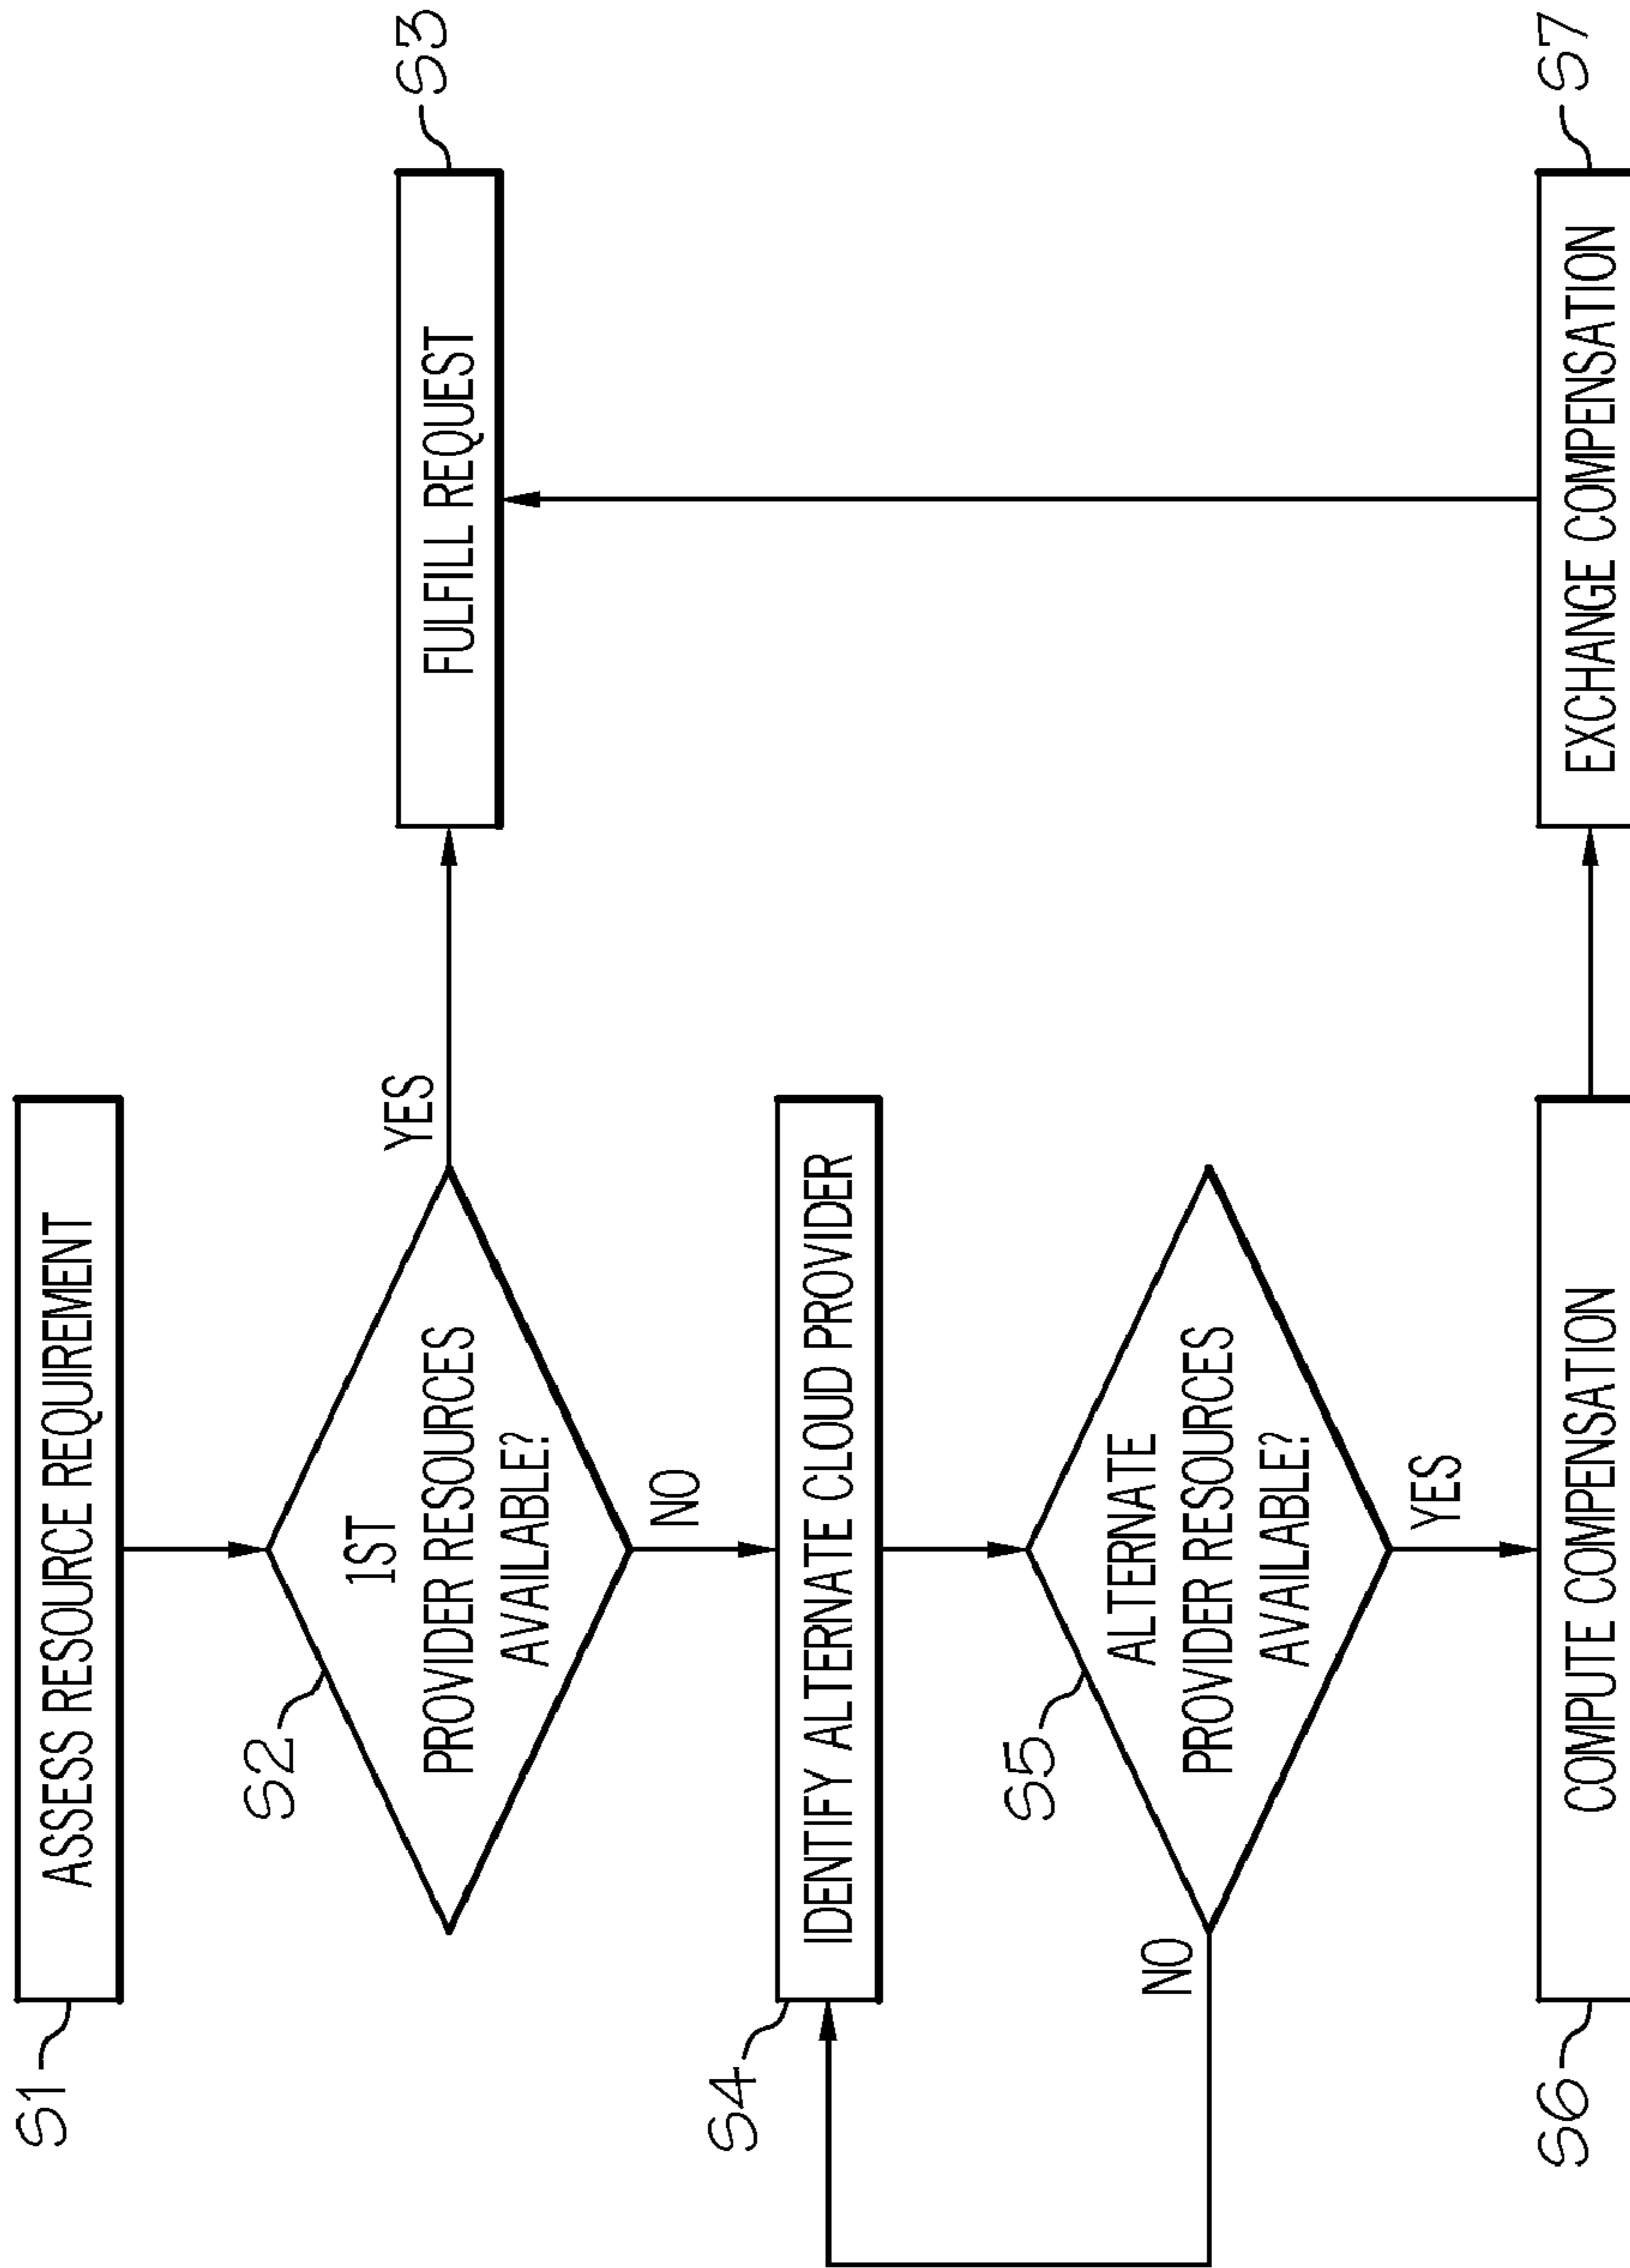 S1
ASSESS RESOURCE REQUIREMENT
S2
1ST
PROVIDER RESOURCES
AVAILABLE?
YES
NO
FULFILL REQUEST
S3
S4
IDENTIFY ALTERNATE CLOUD PROVIDER
S5
ALTERNATE
PROVIDER RESOURCES
AVAILABLE?
NO
YES
S6
COMPUTE COMPENSATION
EXCHANGE COMPENSATION
S7